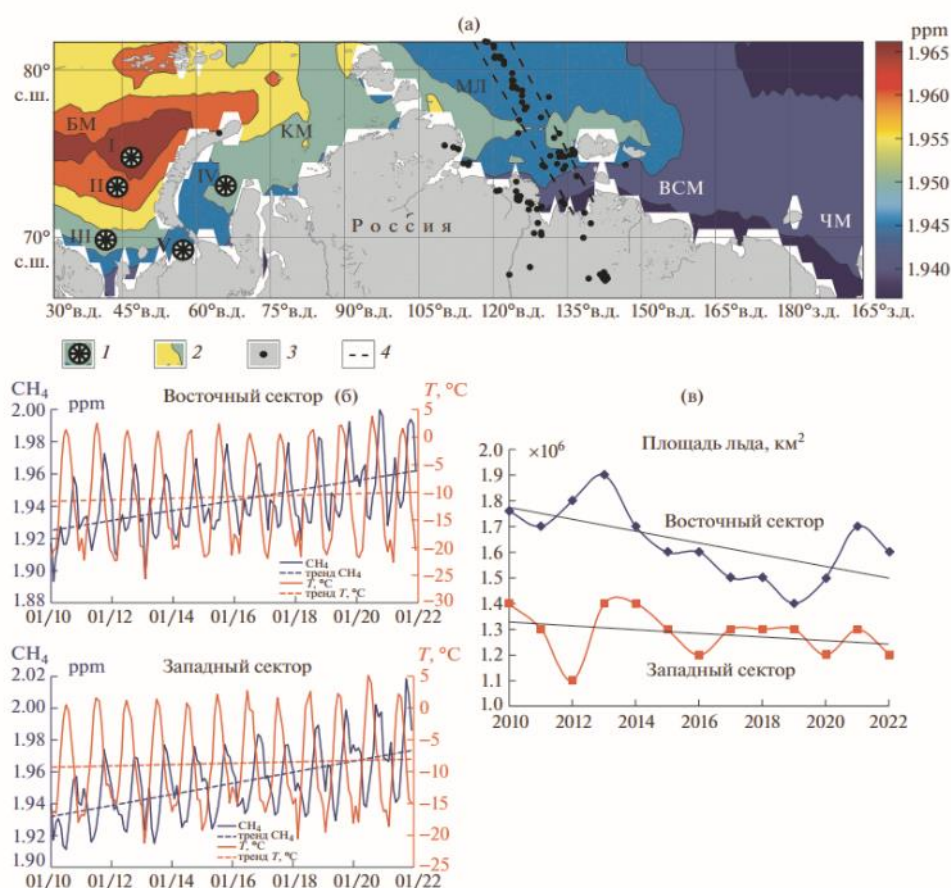 (а)
ppm
80°
с.ш.
70°
с.ш.
БМ
I
II
III
IV
V
КМ
МЛ
ВСМ
ЧМ
Россия
1.965
1.960
1.955
1.950
1.945
1.940
30°в.д. 45°в.д. 60°в.д. 75°в.д. 90°в.д. 105°в.д. 120°в.д. 135°в.д. 150°в.д. 165°в.д. 180°з.д. 165°з.д.
1 2 3 4
(б)
Восточный сектор
CH4 ppm
T, °C
2.00
1.98
1.96
1.94
1.92
1.90
1.88
5
0
−5
−10
−15
−20
−25
−30
CH4
тренд CH4
T, °C
тренд T, °C
01/10 01/12 01/14 01/16 01/18 01/20 01/22
Западный сектор
CH4 ppm
T, °C
2.02
2.00
1.98
1.96
1.94
1.92
1.90
5
0
−5
−10
−15
−20
−25
CH4
тренд CH4
T, °C
тренд T, °C
01/10 01/12 01/14 01/16 01/18 01/20 01/22
(в)
Площадь льда, км²
×10⁶
2.0
1.9
1.8
1.7
1.6
1.5
1.4
1.3
1.2
1.1
1.0
Восточный сектор
Западный сектор
2010 2012 2014 2016 2018 2020 2022